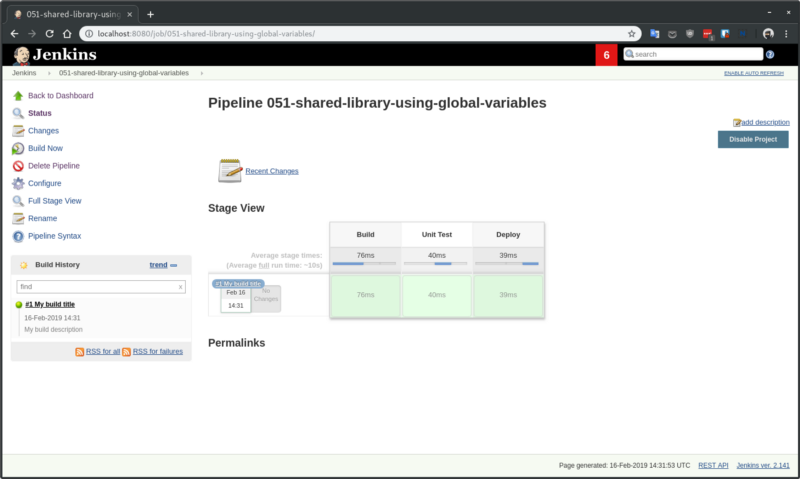 051-shared-library-using-
localhost:8080/job/051-shared-library-using-global-variables/
Jenkins
6
search
Jenkins
051-shared-library-using-global-variables
ENABLE AUTO REFRESH
Back to Dashboard
Status
Changes
Build Now
Delete Pipeline
Configure
Full Stage View
Rename
Pipeline Syntax
Build History
trend
find
x
#1 My build title
16-Feb-2019 14:31
My build description
RSS for all
RSS for failures
Pipeline 051-shared-library-using-global-variables
add description
Disable Project
Recent Changes
Stage View
Build
Unit Test
Deploy
Average stage times:
(Average full run time: ~10s)
76ms
40ms
39ms
#1 My build title
Feb 16
14:31
No
Changes
76ms
40ms
39ms
Permalinks
Page generated: 16-Feb-2019 14:31:53 UTC
REST API
Jenkins ver. 2.141